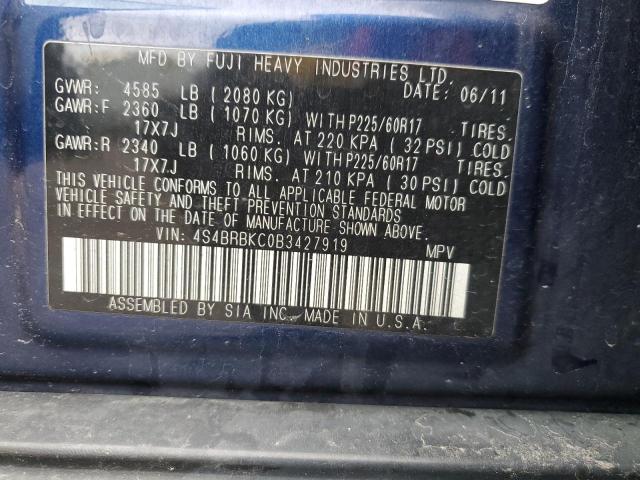 MFD BY FUJI HEAVY INDUSTRIES LTD.
GVWR: 4585 LB ( 2080 KG) DATE: 06/11
GAWR:F 2360 LB ( 1070 KG) WITH P225/60R17 TIRES.
17X7J RIMS. AT 220 KPA ( 32 PSI) COLD
GAWR:R 2340 LB ( 1060 KG) WITH P225/60R17 TIRES.
17X7J RIMS. AT 210 KPA ( 30 PSI) COLD
THIS VEHICLE CONFORMS TO ALL APPLICABLE FEDERAL MOTOR
VEHICLE SAFETY AND THEFT PREVENTION STANDARDS
IN EFFECT ON THE DATE OF MANUFACTURE SHOWN ABOVE.
VIN: 4S4BRBKC0B3427919 MPV
ASSEMBLED BY SIA INC. MADE IN U.S.A.